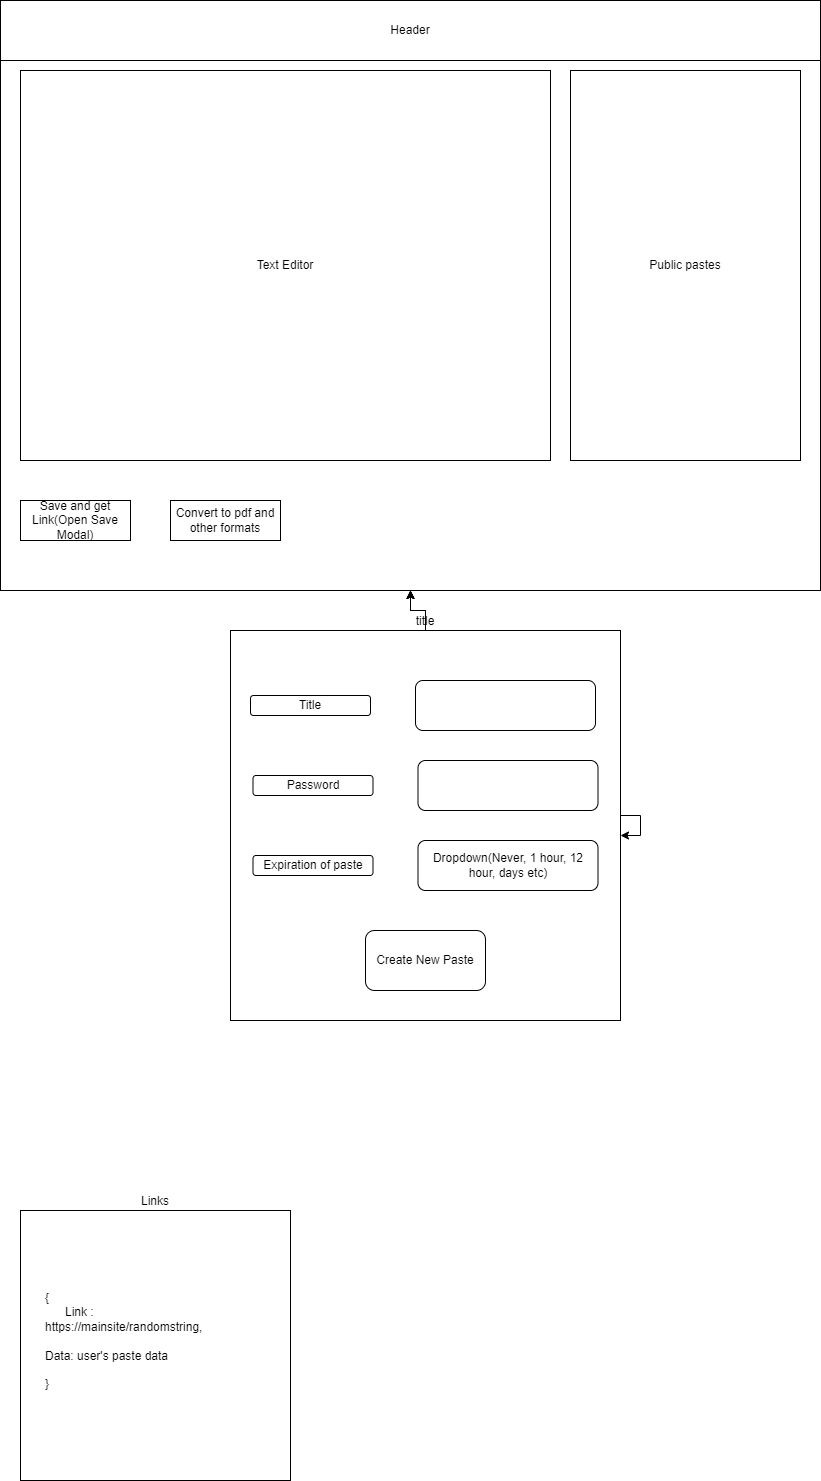 Header
Text Editor
Public pastes
Save and get
Link(Open Save
Modal)
Convert to pdf and
other formats
title
Title
Password
Expiration of paste
Dropdown(Never, 1 hour, 12
hour, days etc)
Create New Paste
Links
{
Link :
https://mainsite/randomstring,
Data: user's paste data
}